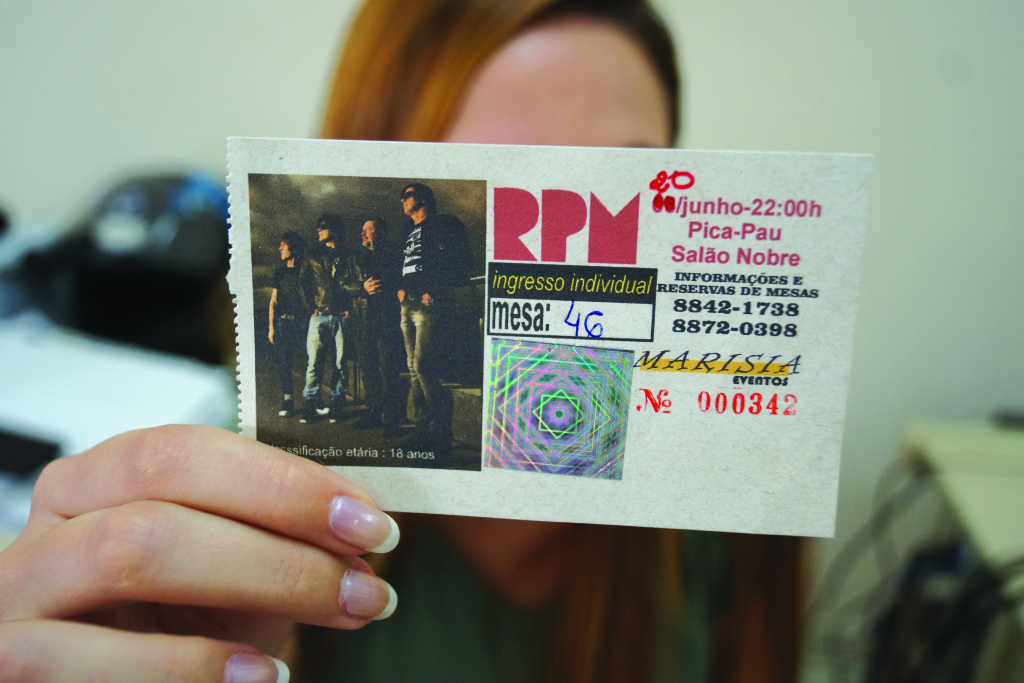 RPM
ingresso individual
mesa: 46
20
/junho-22:00h
Pica-Pau
Salão Nobre
INFORMAÇÕES E
RESERVAS DE MESAS
8842-1738
8872-0398
MARISIA
EVENTOS
Nº 000342
etária : 18 anos